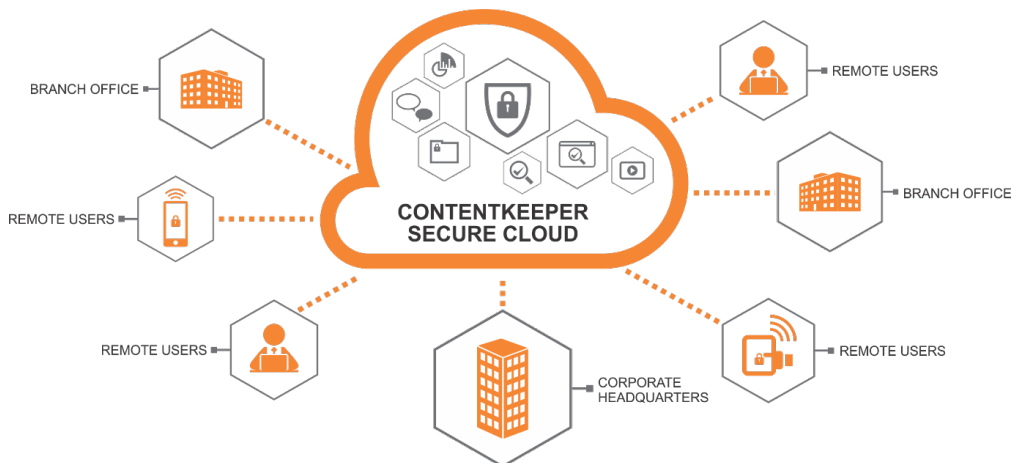 BRANCH OFFICE
REMOTE USERS
REMOTE USERS
CONTENTKEEPER
SECURE CLOUD
REMOTE USERS
BRANCH OFFICE
REMOTE USERS
CORPORATE
HEADQUARTERS